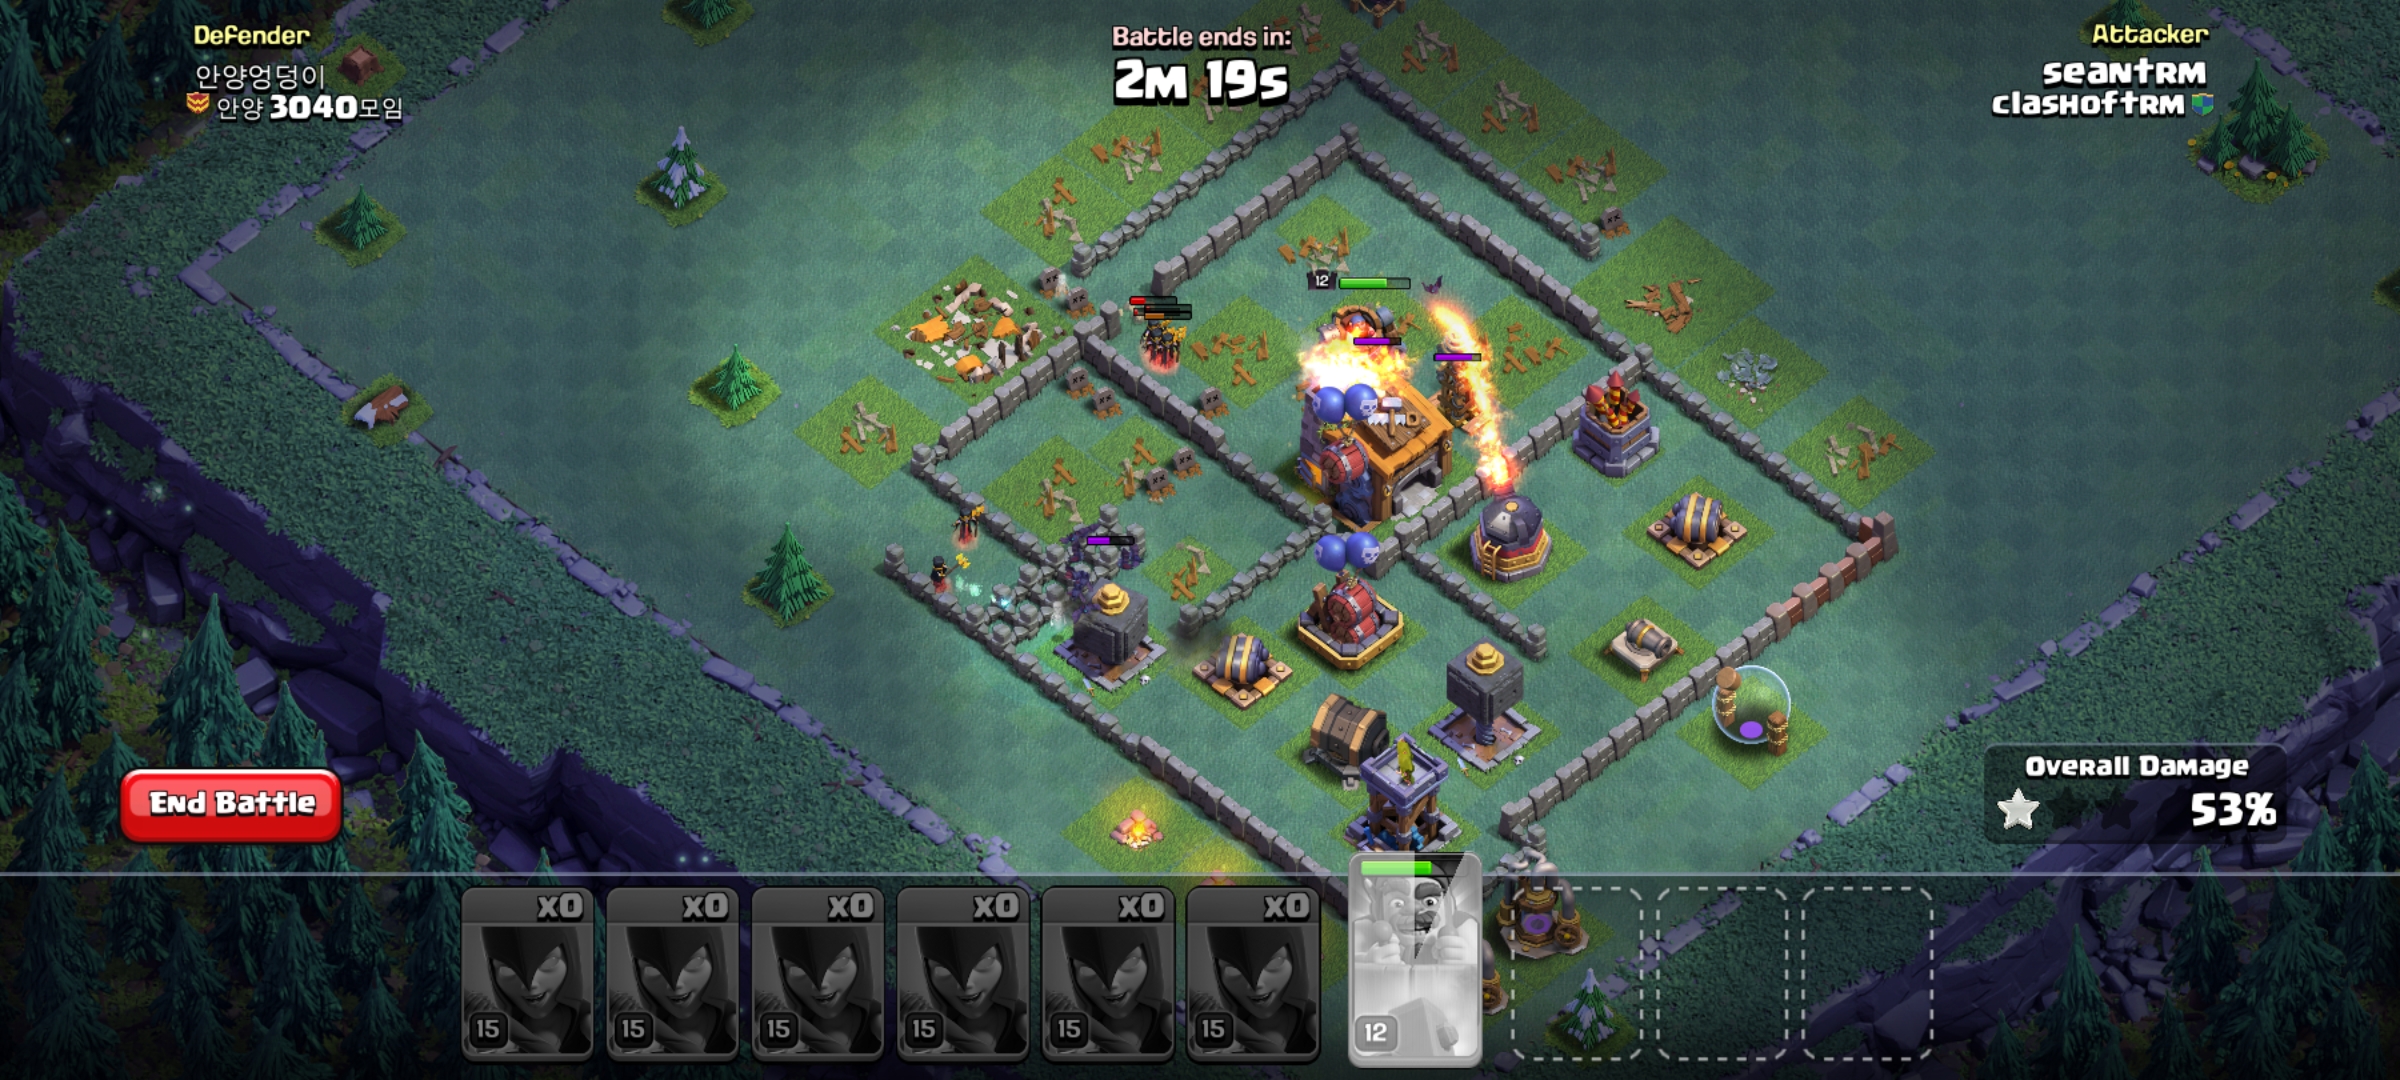 Defender
안양엉덩이
안양 3040모임
Battle ends in:
2M 19s
Attacker
seantRM
clashoftRM
12
End Battle
Overall Damage
53%
x0
x0
x0
x0
x0
x0
15
15
15
15
15
15
12